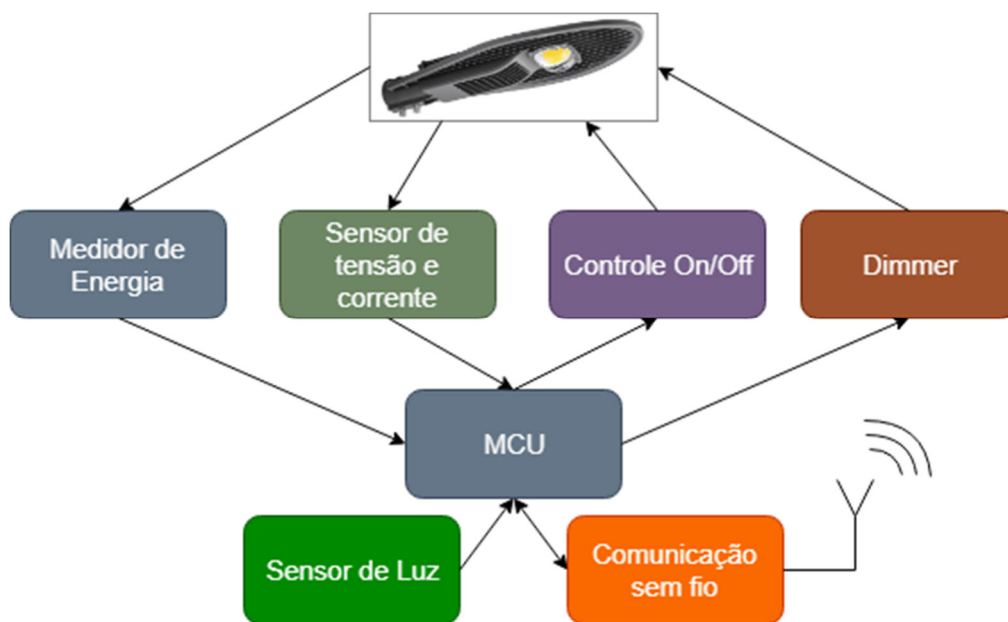 Medidor de
Energia
Sensor de
tensão e
corrente
Controle On/Off
Dimmer
MCU
Sensor de Luz
Comunicação
sem fio